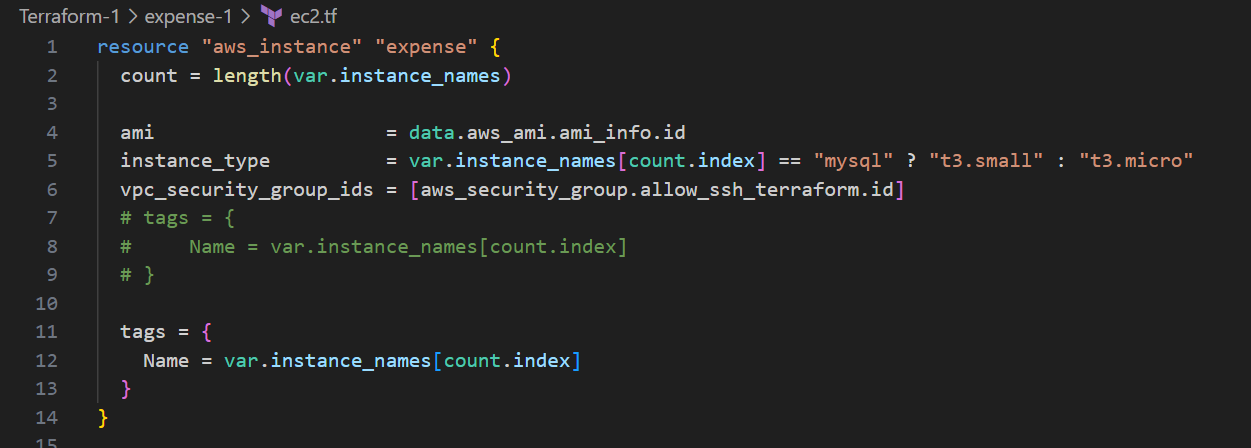 Terraform-1 > expense-1 > ec2.tf
1 resource "aws_instance" "expense" {
2   count = length(var.instance_names)
3
4   ami                    = data.aws_ami.ami_info.id
5   instance_type          = var.instance_names[count.index] == "mysql" ? "t3.small" : "t3.micro"
6   vpc_security_group_ids = [aws_security_group.allow_ssh_terraform.id]
7   # tags = {
8   #     Name = var.instance_names[count.index]
9   # }
10
11   tags = {
12     Name = var.instance_names[count.index]
13   }
14 }
15